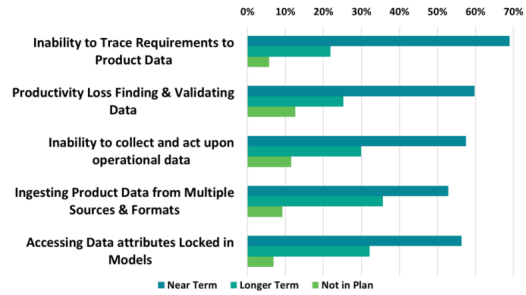 0% 10% 20% 30% 40% 50% 60% 70%
Inability to Trace Requirements to
Product Data
Productivity Loss Finding & Validating
Data
Inability to collect and act upon
operational data
Ingesting Product Data from Multiple
Sources & Formats
Accessing Data attributes Locked in
Models
Near Term Longer Term Not in Plan